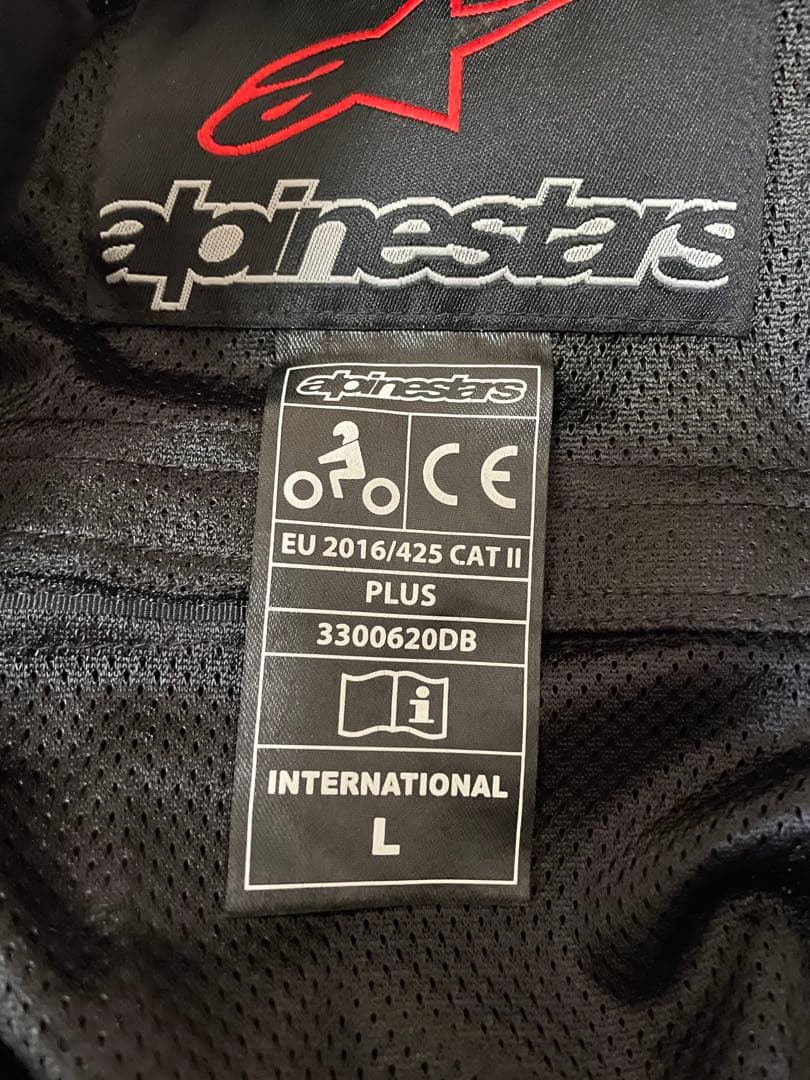 alpinestars
alpinestars
CE
EU 2016/425 CAT II
PLUS
3300620DB
i
INTERNATIONAL
L